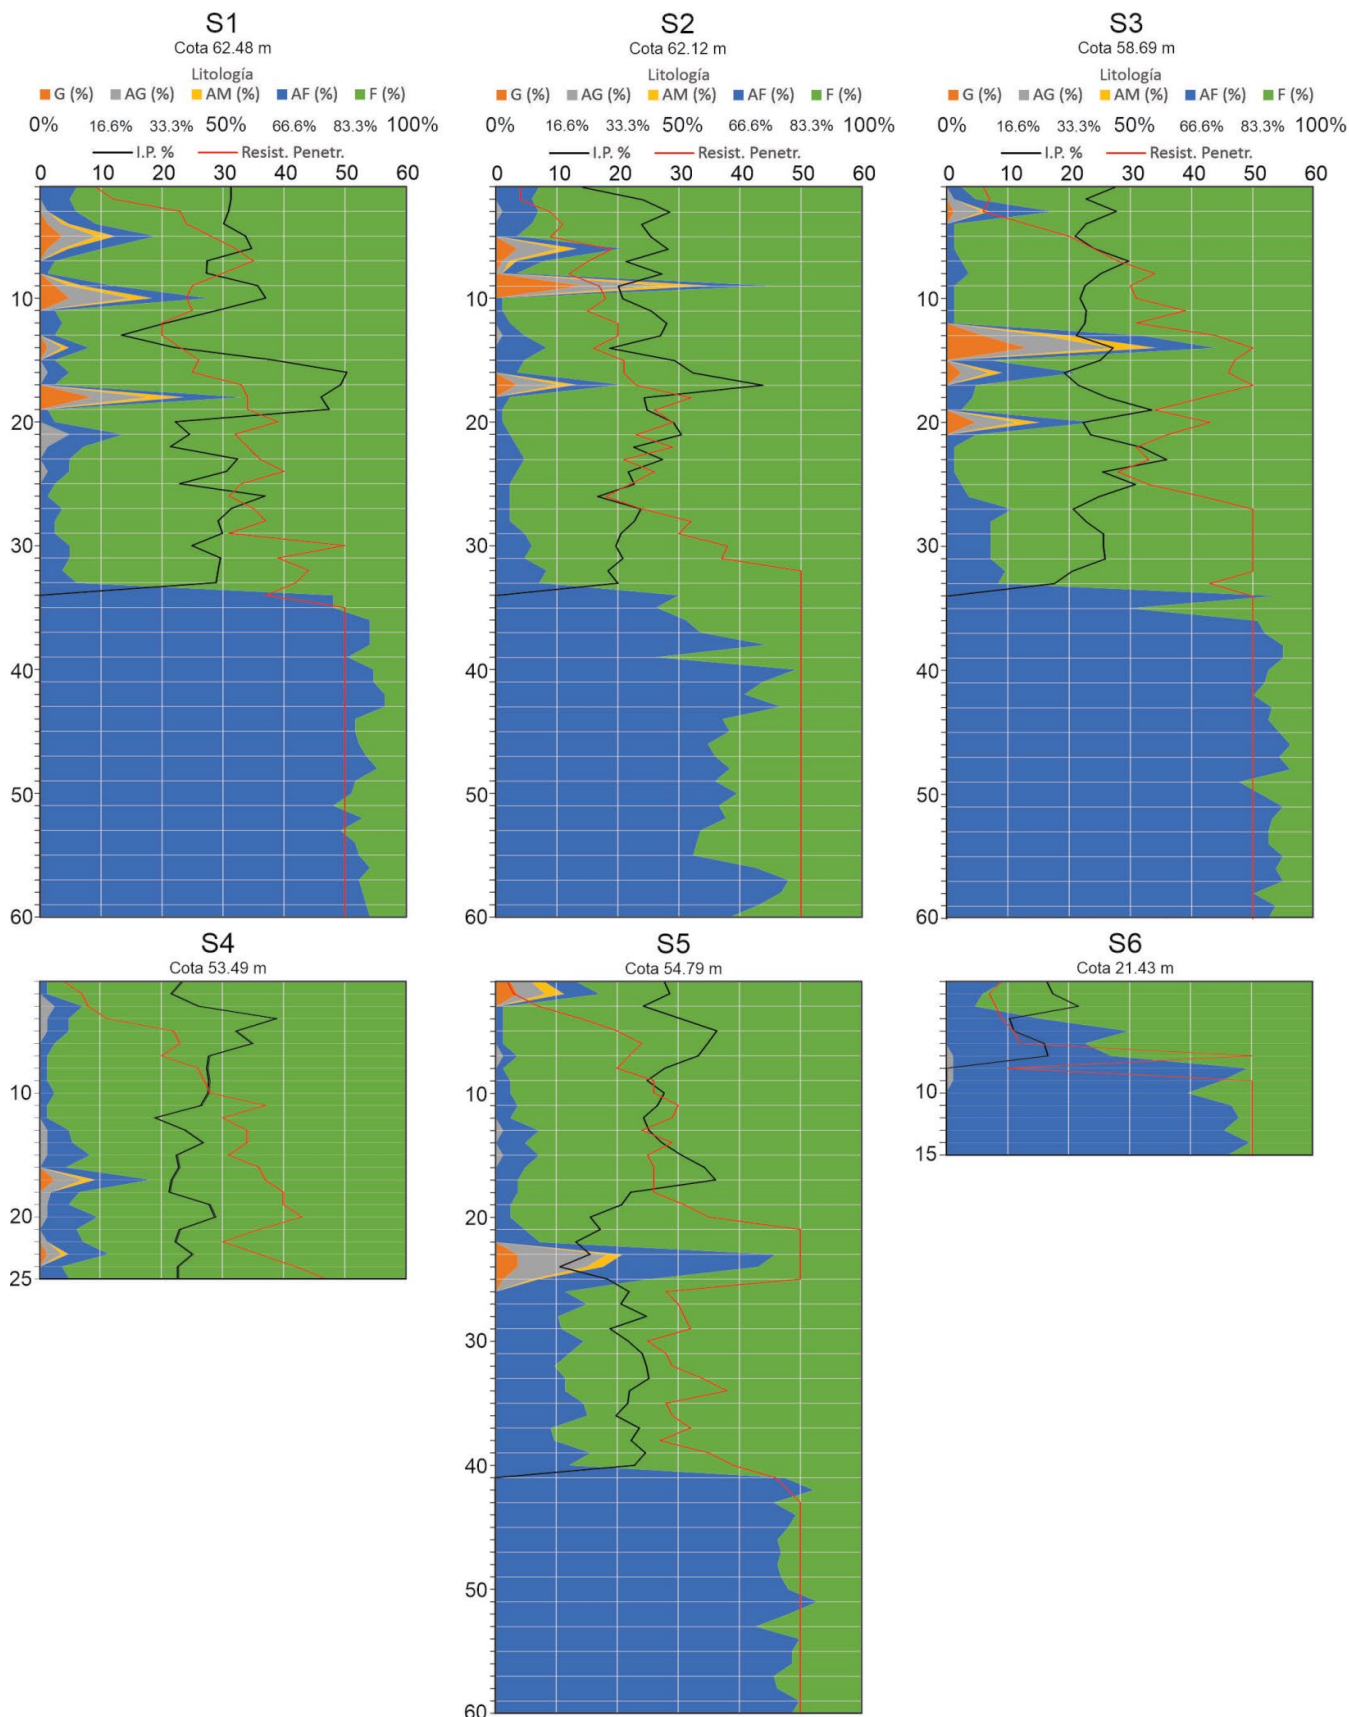 S1
Cota 62.48 m
Litología
G (%) AG (%) AM (%) AF (%) F (%)
0% 16.6% 33.3% 50% 66.6% 83.3% 100%
I.P. % Resist. Penetr.
0 10 20 30 40 50 60
10
20
30
40
50
60
S2
Cota 62.12 m
Litología
G (%) AG (%) AM (%) AF (%) F (%)
0% 16.6% 33.3% 50% 66.6% 83.3% 100%
I.P. % Resist. Penetr.
0 10 20 30 40 50 60
10
20
30
40
50
60
S3
Cota 58.69 m
Litología
G (%) AG (%) AM (%) AF (%) F (%)
0% 16.6% 33.3% 50% 66.6% 83.3% 100%
I.P. % Resist. Penetr.
0 10 20 30 40 50 60
10
20
30
40
50
60
S4
Cota 53.49 m
10
20
25
S5
Cota 54.79 m
10
20
30
40
50
60
S6
Cota 21.43 m
10
15